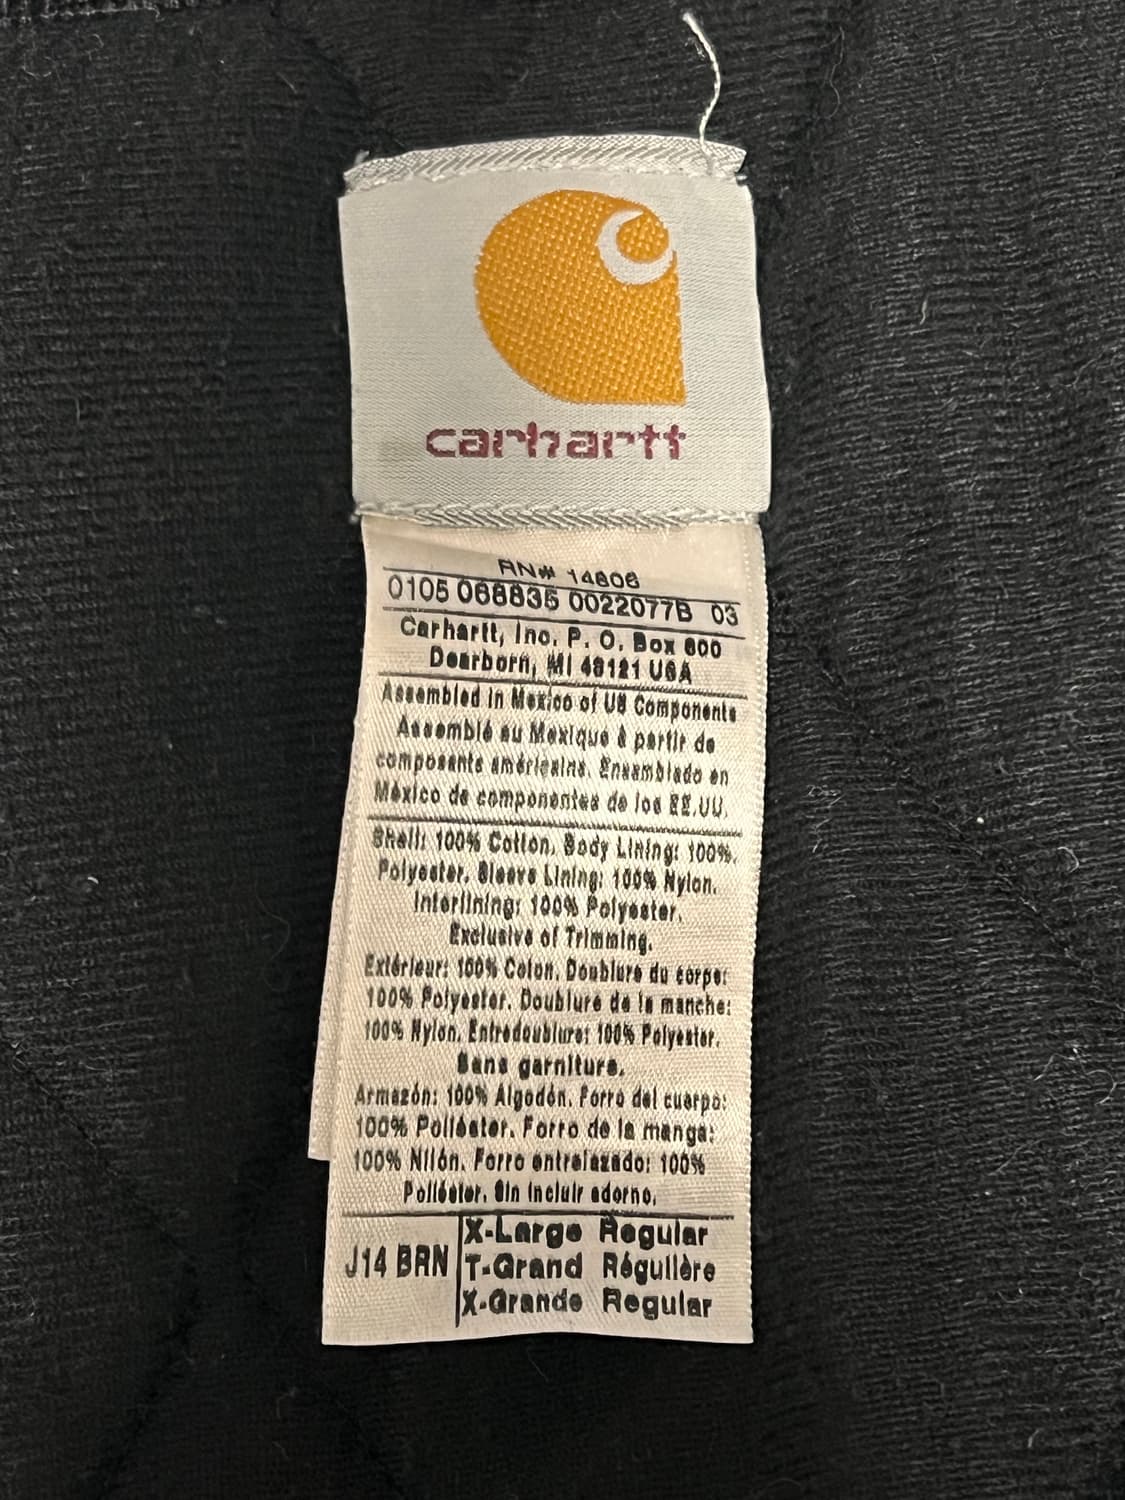 carhartt
RN# 14806
0105 068835 0022077B 03
Carhartt, Inc. P. O. Box 600
Dearborn, MI 48121 USA
Assembled in Mexico of US Components
Assemblé au Mexique à partir de
composants américains. Ensamblado en
México de componentes de los EE.UU.
Shell: 100% Cotton. Body Lining: 100%.
Polyester. Sleeve Lining: 100% Nylon.
Interlining: 100% Polyester.
Exclusive of Trimming.
Extérieur: 100% Coton. Doublure du corps:
100% Polyester. Doublure de la manche:
100% Nylon. Entredoublure: 100% Polyester.
Sans garniture.
Armazón: 100% Algodón. Forro del cuerpo:
100% Poliéster. Forro de la manga:
100% Nilón. Forro entrelazado: 100%
Poliéster. Sin incluir adorno.
J14 BRN
X-Large Regular
T-Grand Régulière
X-Grande Regular